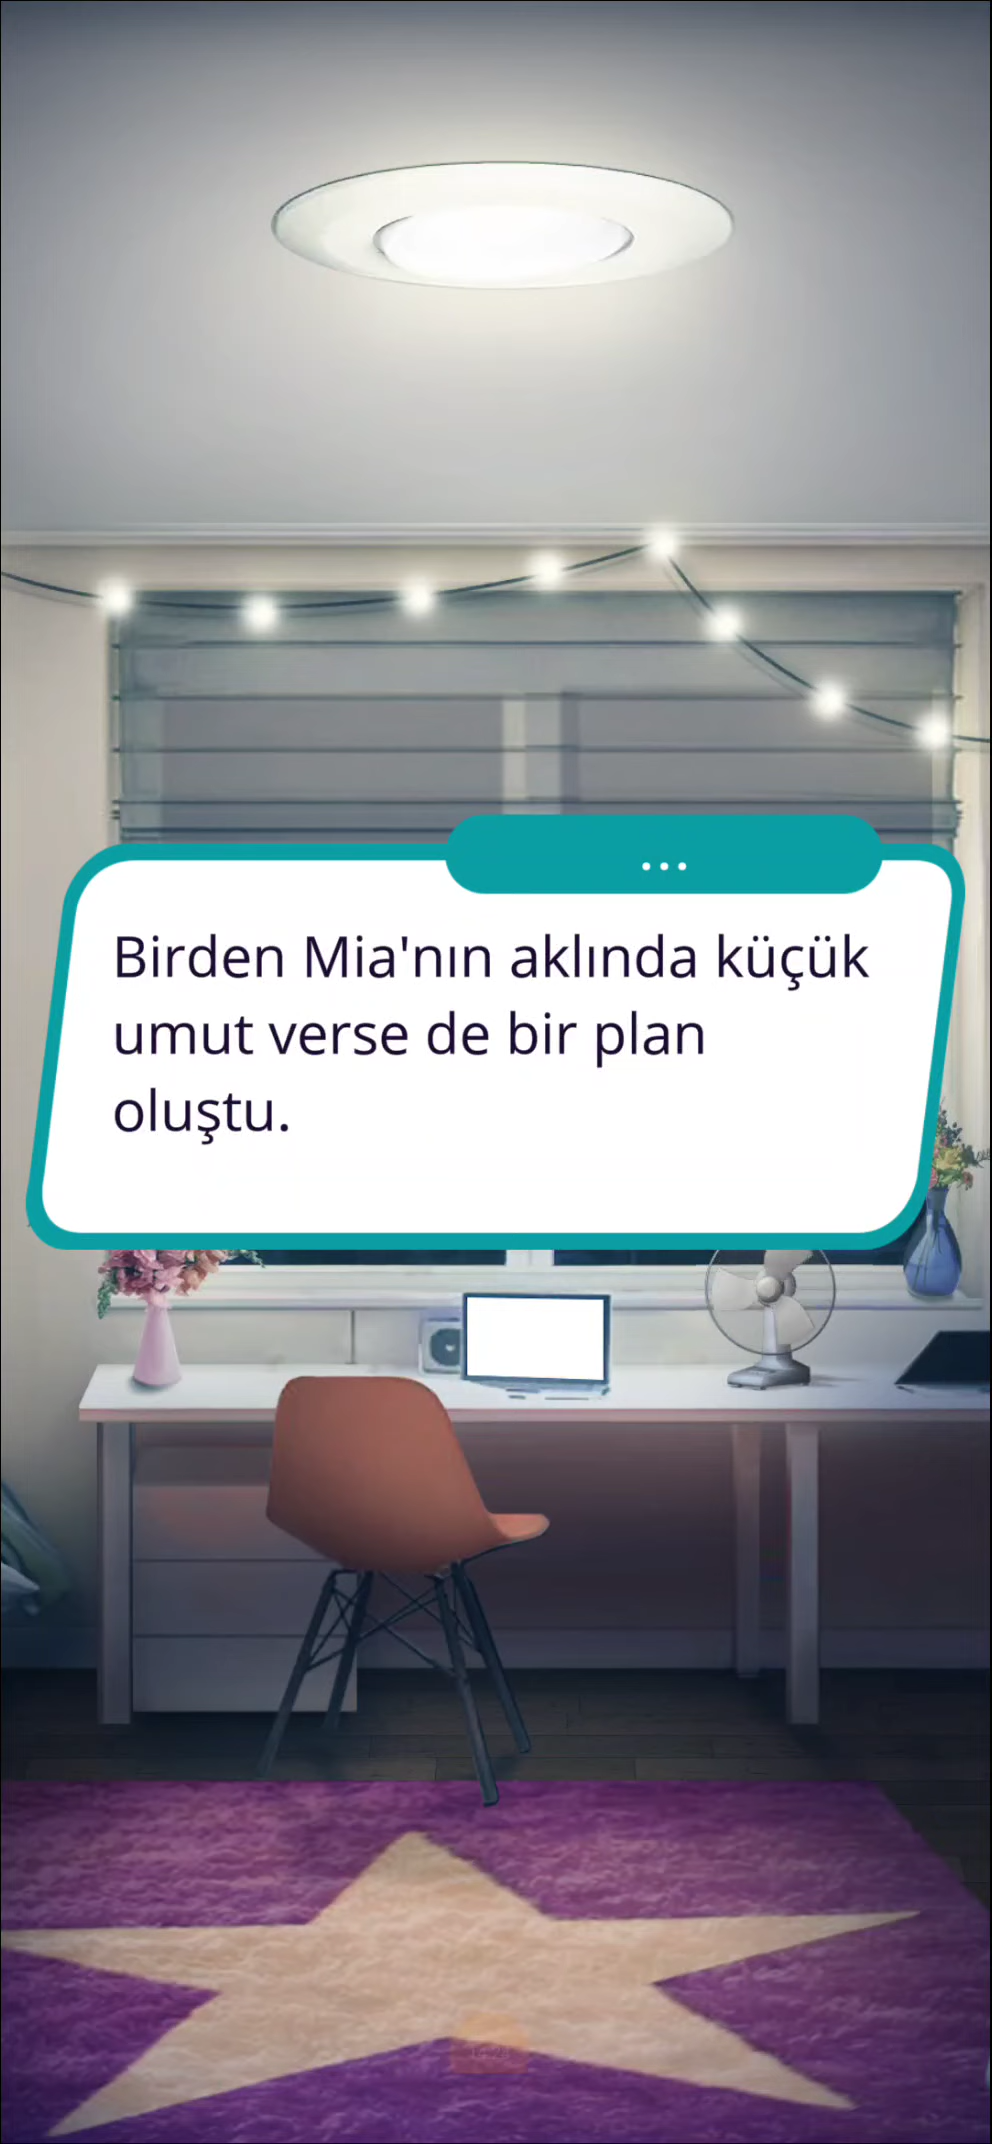 ...
Birden Mia'nın aklında küçük
umut verse de bir plan
oluştu.